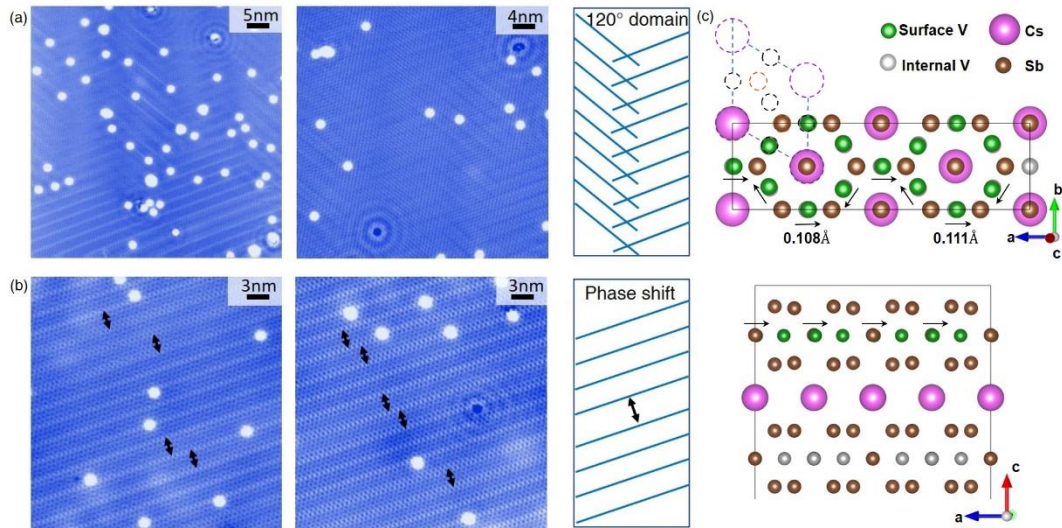 (a)
5nm
4nm
120° domain
(c)
Surface V
Cs
Internal V
Sb
0.108Å
0.111Å
b
a
c
(b)
3nm
3nm
Phase shift
c
a